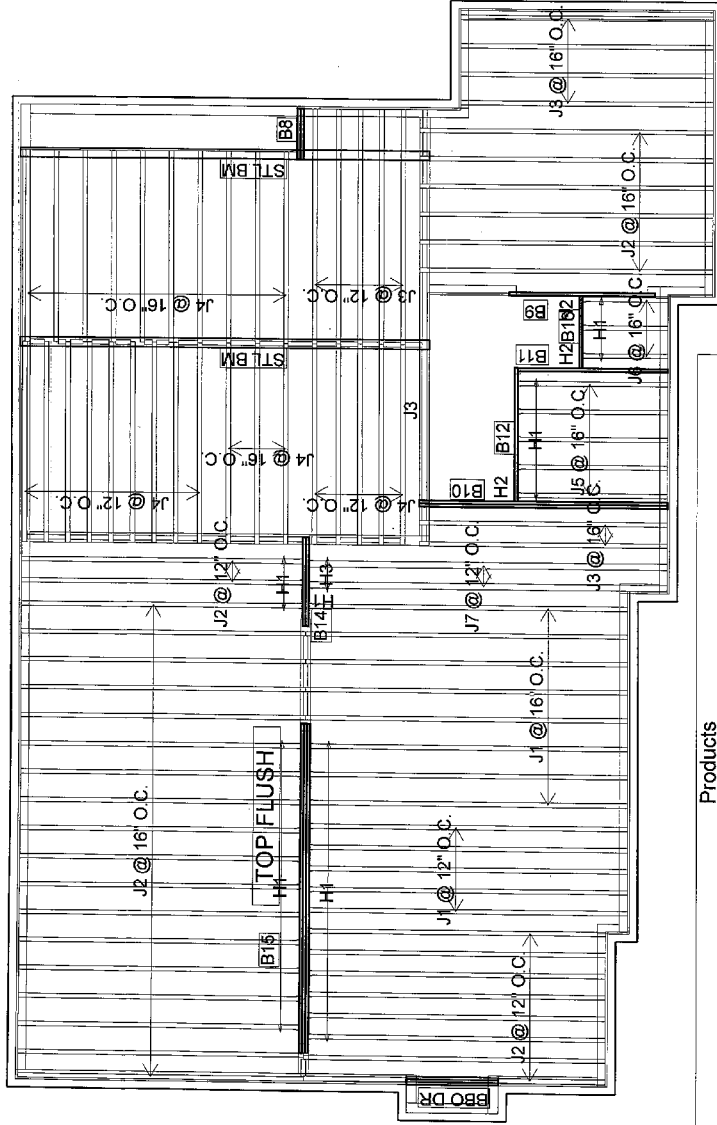 B8
J3 @ 16" O.C.
STL BM
J4 @ 16" O.C.
J3 @ 12" O.C.
J2 @ 16" O.C.
STL BM
B9
H2
B13
H1
H2
J6 @ 16" O.C.
B11
J3
B12
H1
J5 @ 16" O.C.
H2
B10
J4 @ 12" O.C.
J4 @ 16" O.C.
J4 @ 12" O.C.
J2 @ 12" O.C.
H1
H3
H1
B14
J7 @ 12" O.C.
J3 @ 16" O.C.
J1 @ 16" O.C.
J2 @ 16" O.C.
TOP FLUSH
H1
H1
B15
J1 @ 12" O.C.
J2 @ 12" O.C.
BBO DR
Products